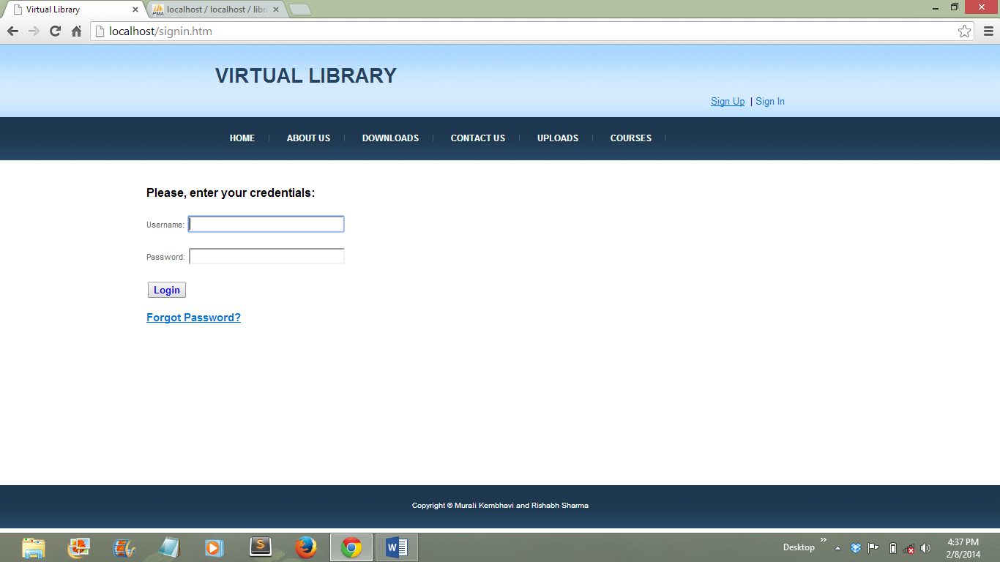 Virtual Library
PMA localhost / localhost / libr
localhost/signin.htm
VIRTUAL LIBRARY
Sign Up | Sign In
HOME ABOUT US DOWNLOADS CONTACT US UPLOADS COURSES
Please, enter your credentials:
Username:
Password:
Login
Forgot Password?
Copyright © Murali Kembhavi and Rishabh Sharma
Desktop
4:37 PM
2/8/2014